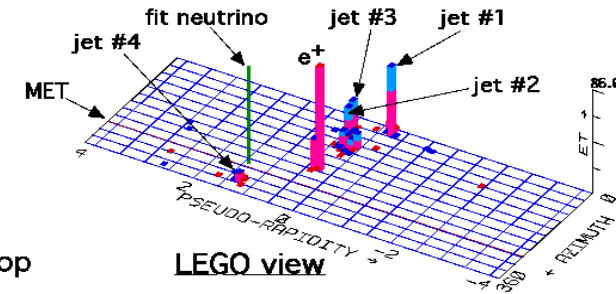 fit neutrino
jet #3
jet #1
jet #4
e+
jet #2
MET
86.0
ET →
4
2
0
-2
-4
PSEUDO-RAPIDITY →
360
← AZIMUTH
0
op
LEGO view